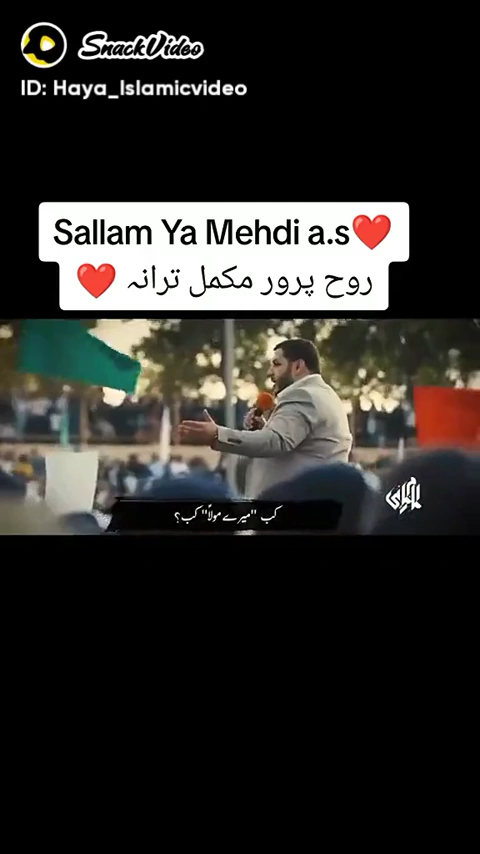 SnackVideo
ID: Haya_Islamicvideo
Sallam Ya Mehdi a.s❤️
روح پرور مکمل ترانہ ❤️
کب "میرے مولاؑ" کب؟